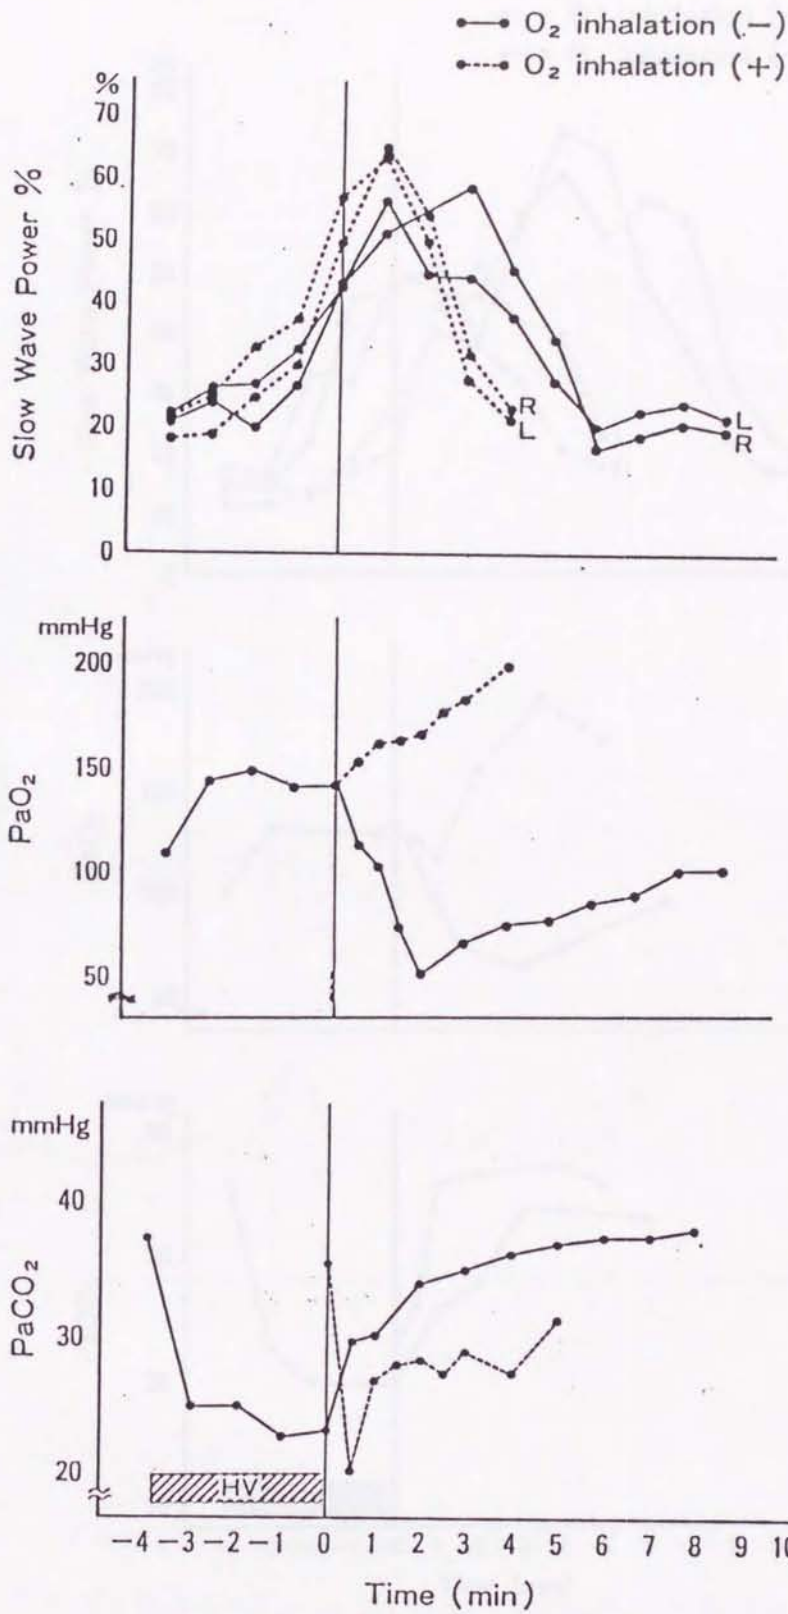 O₂ inhalation (−)
O₂ inhalation (+)
%
70
60
50
40
30
20
10
0
Slow Wave Power %
R
L
L
R
mmHg
200
150
100
50
PaO₂
mmHg
40
30
20
PaCO₂
HV
−4 −3 −2 −1 0 1 2 3 4 5 6 7 8 9 10
Time (min)